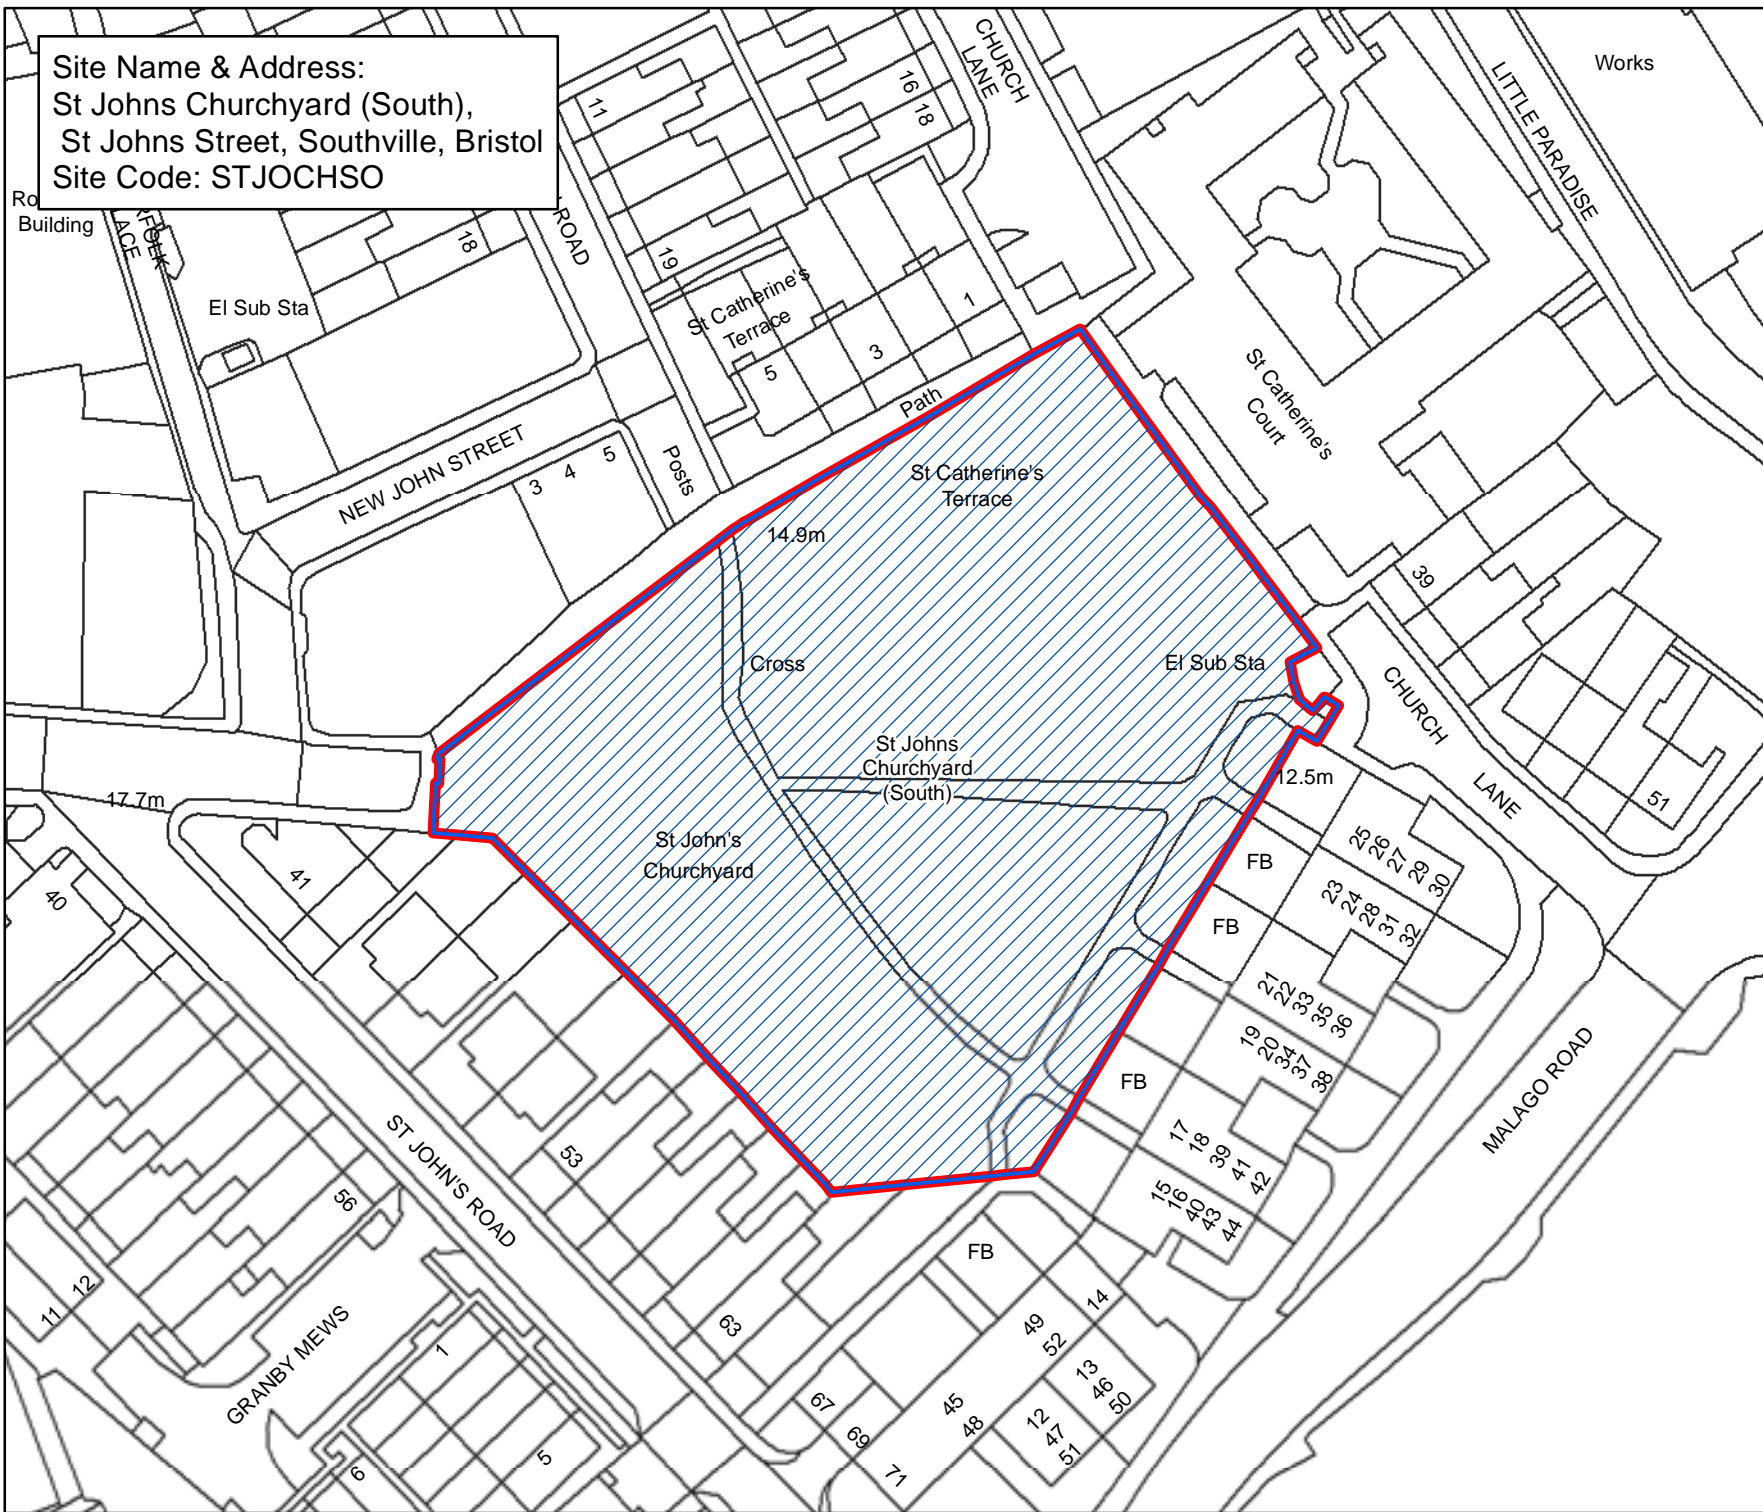 Site Name & Address:
St Johns Churchyard (South),
St Johns Street, Southville, Bristol
Site Code: STJOCHSO
Works
CHURCH
LANE
LITTLE PARADISE
11
16
18
Building
ACE
18
ROAD
19
El Sub Sta
St Catherine's
Terrace
1
3
5
Path
St Catherine's
Court
NEW JOHN STREET
3
4
5
Posts
St Catherine's
Terrace
14.9m
39
Cross
El Sub Sta
CHURCH
LANE
St Johns
Churchyard
(South)
12.5m
17.7m
51
St John's
Churchyard
41
40
FB
25
26
27
29
30
23
24
28
31
32
FB
21
22
33
35
36
19
20
34
37
38
FB
MALAGO ROAD
17
18
39
41
42
15
16
40
43
44
ST JOHN'S ROAD
53
56
FB
14
12
11
GRANBY MEWS
63
49
52
1
13
46
50
67
45
48
12
47
51
69
71
5
6